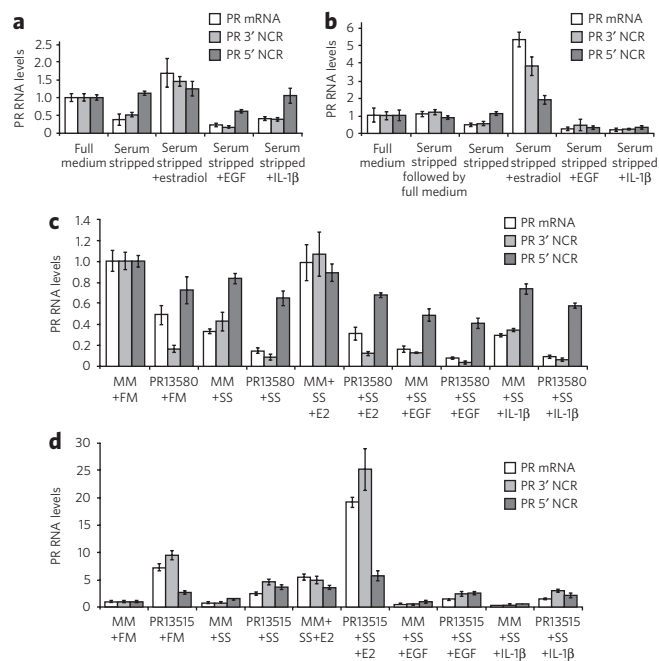 a
PR mRNA
PR 3′ NCR
PR 5′ NCR
PR RNA levels
2.5
2.0
1.5
1.0
0.5
0
Full medium
Serum stripped
Serum stripped +estradiol
Serum stripped +EGF
Serum stripped +IL-1β
b
PR mRNA
PR 3′ NCR
PR 5′ NCR
PR RNA levels
6
5
4
2
1
0
Full medium
Serum stripped followed by full medium
Serum stripped
Serum stripped +estradiol
Serum stripped +EGF
Serum stripped +IL-1β
c
PR mRNA
PR 3′ NCR
PR 5′ NCR
PR RNA levels
1.4
1.2
1.0
0.8
0.6
0.4
0.2
0
MM +FM
PR13580 +FM
MM +SS
PR13580 +SS
MM+ SS +E2
PR13580 +SS +E2
MM +SS +EGF
PR13580 +SS +EGF
MM +SS +IL-1β
PR13580 +SS +IL-1β
d
PR mRNA
PR 3′ NCR
PR 5′ NCR
PR RNA levels
30
25
20
15
10
5
0
MM +FM
PR13515 +FM
MM +SS
PR13515 +SS
MM+ SS+E2
PR13515 +SS +E2
MM +SS +EGF
PR13515 +SS +EGF
MM +SS +IL-1β
PR13515 +SS +IL-1β